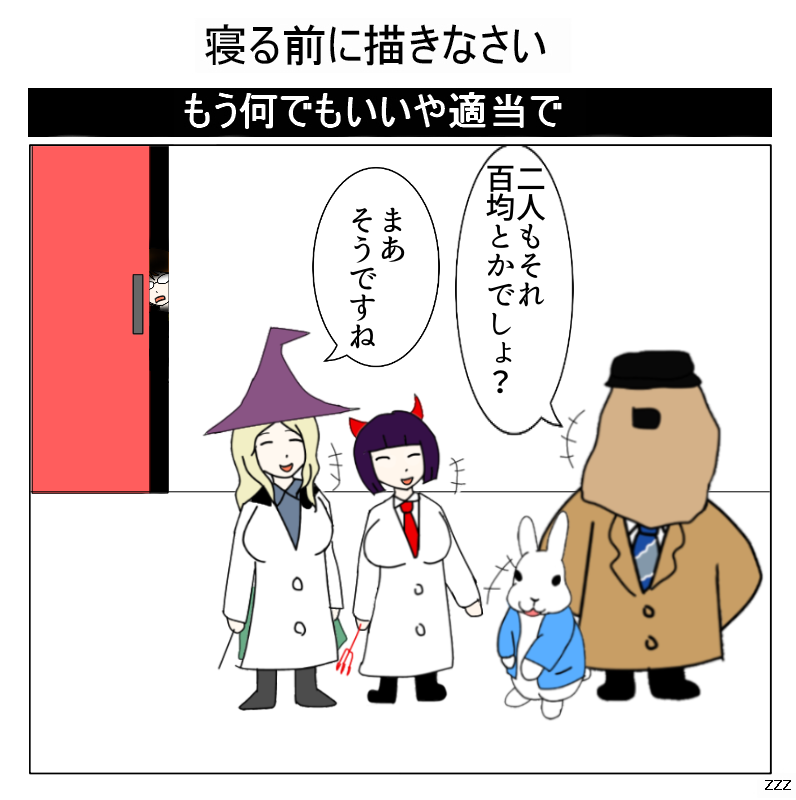 寝る前に描きなさい
もう何でもいいや適当で
二人もそれ
百均とかでしょ？
まあ
そうですね
zzz